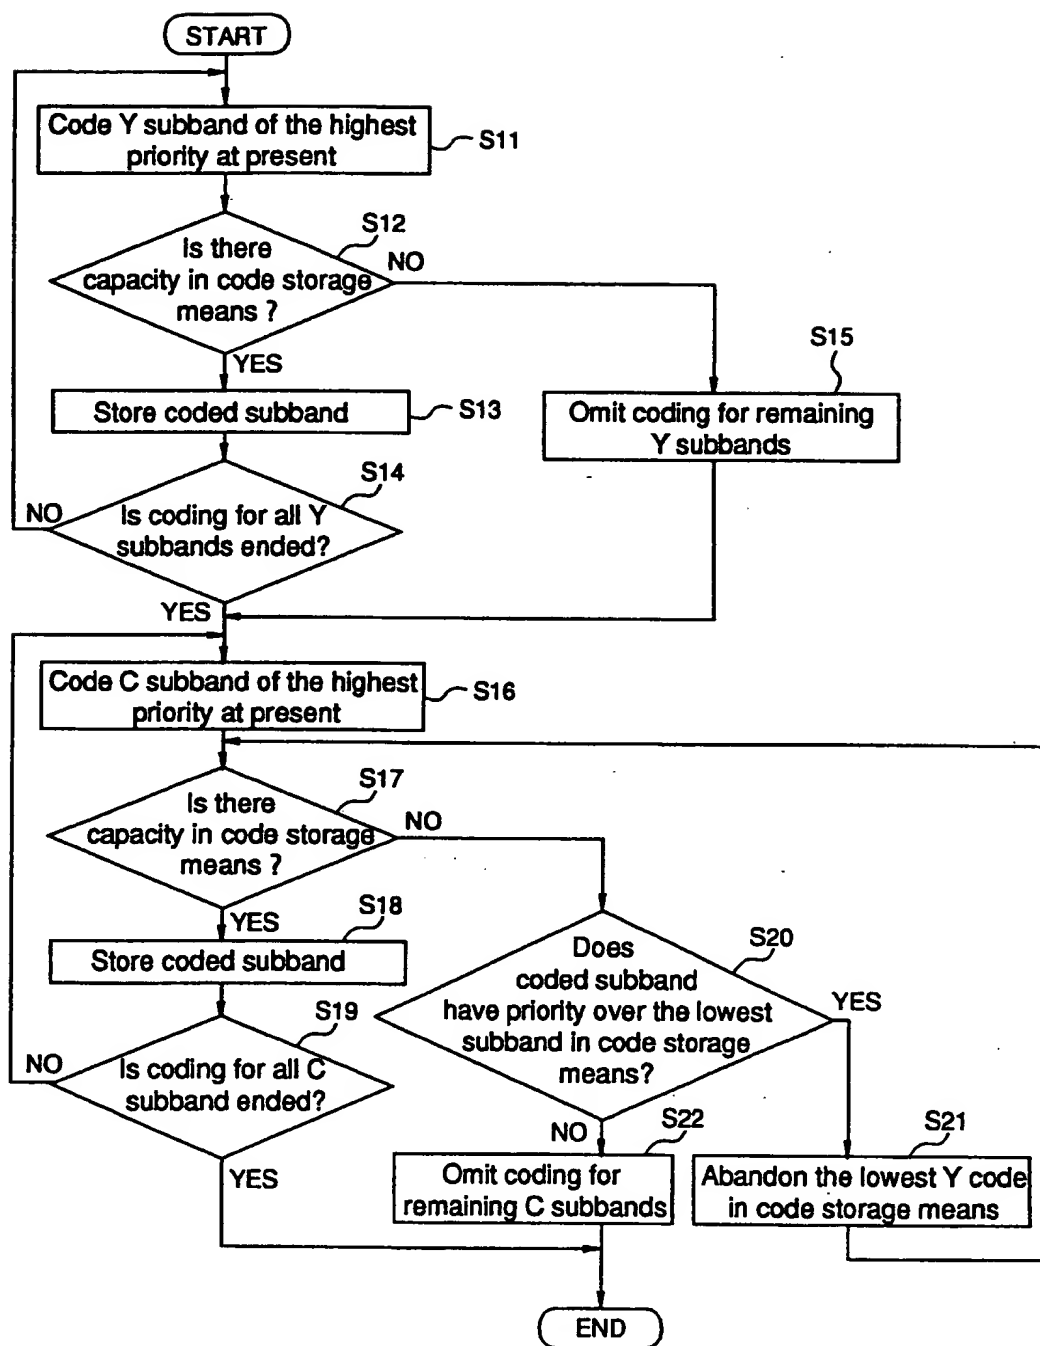 START
Code Y subband of the highest
priority at present
S11
S12
Is there
capacity in code storage
means ?
NO
YES
S15
Store coded subband
S13
Omit coding for remaining
Y subbands
S14
NO
Is coding for all Y
subbands ended?
YES
Code C subband of the highest
priority at present
S16
S17
Is there
capacity in code storage
means ?
NO
YES
S18
Store coded subband
S20
Does
coded subband
have priority over the lowest
subband in code storage
means?
YES
S19
NO
Is coding for all C
subband ended?
NO
S22
S21
YES
Omit coding for
remaining C subbands
Abandon the lowest Y code
in code storage means
END